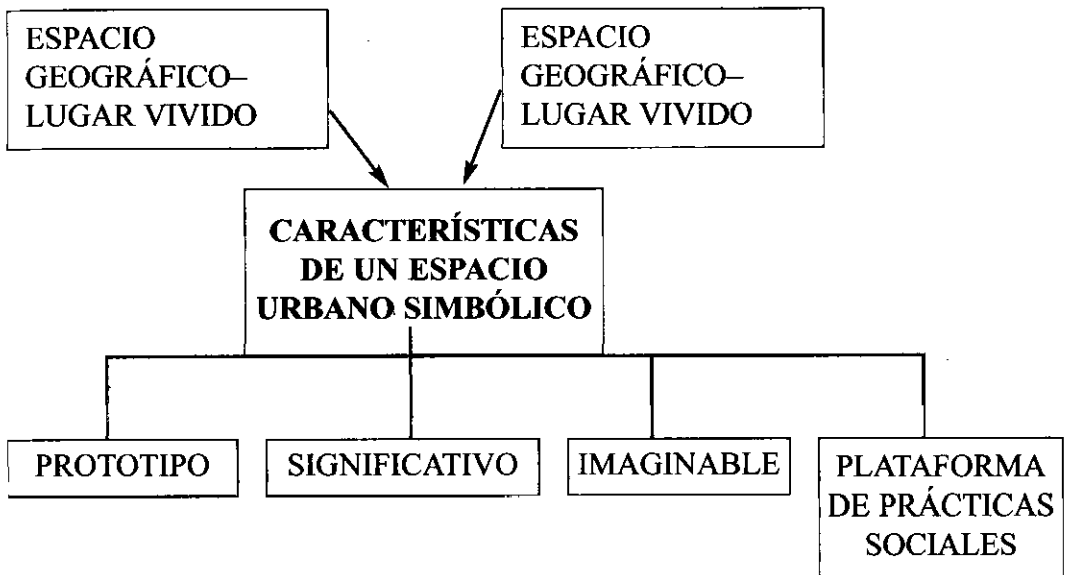 ESPACIO
GEOGRÁFICO–
LUGAR VIVIDO
ESPACIO
GEOGRÁFICO–
LUGAR VIVIDO
CARACTERÍSTICAS
DE UN ESPACIO
URBANO SIMBÓLICO
PROTOTIPO
SIGNIFICATIVO
IMAGINABLE
PLATAFORMA
DE PRÁCTICAS
SOCIALES